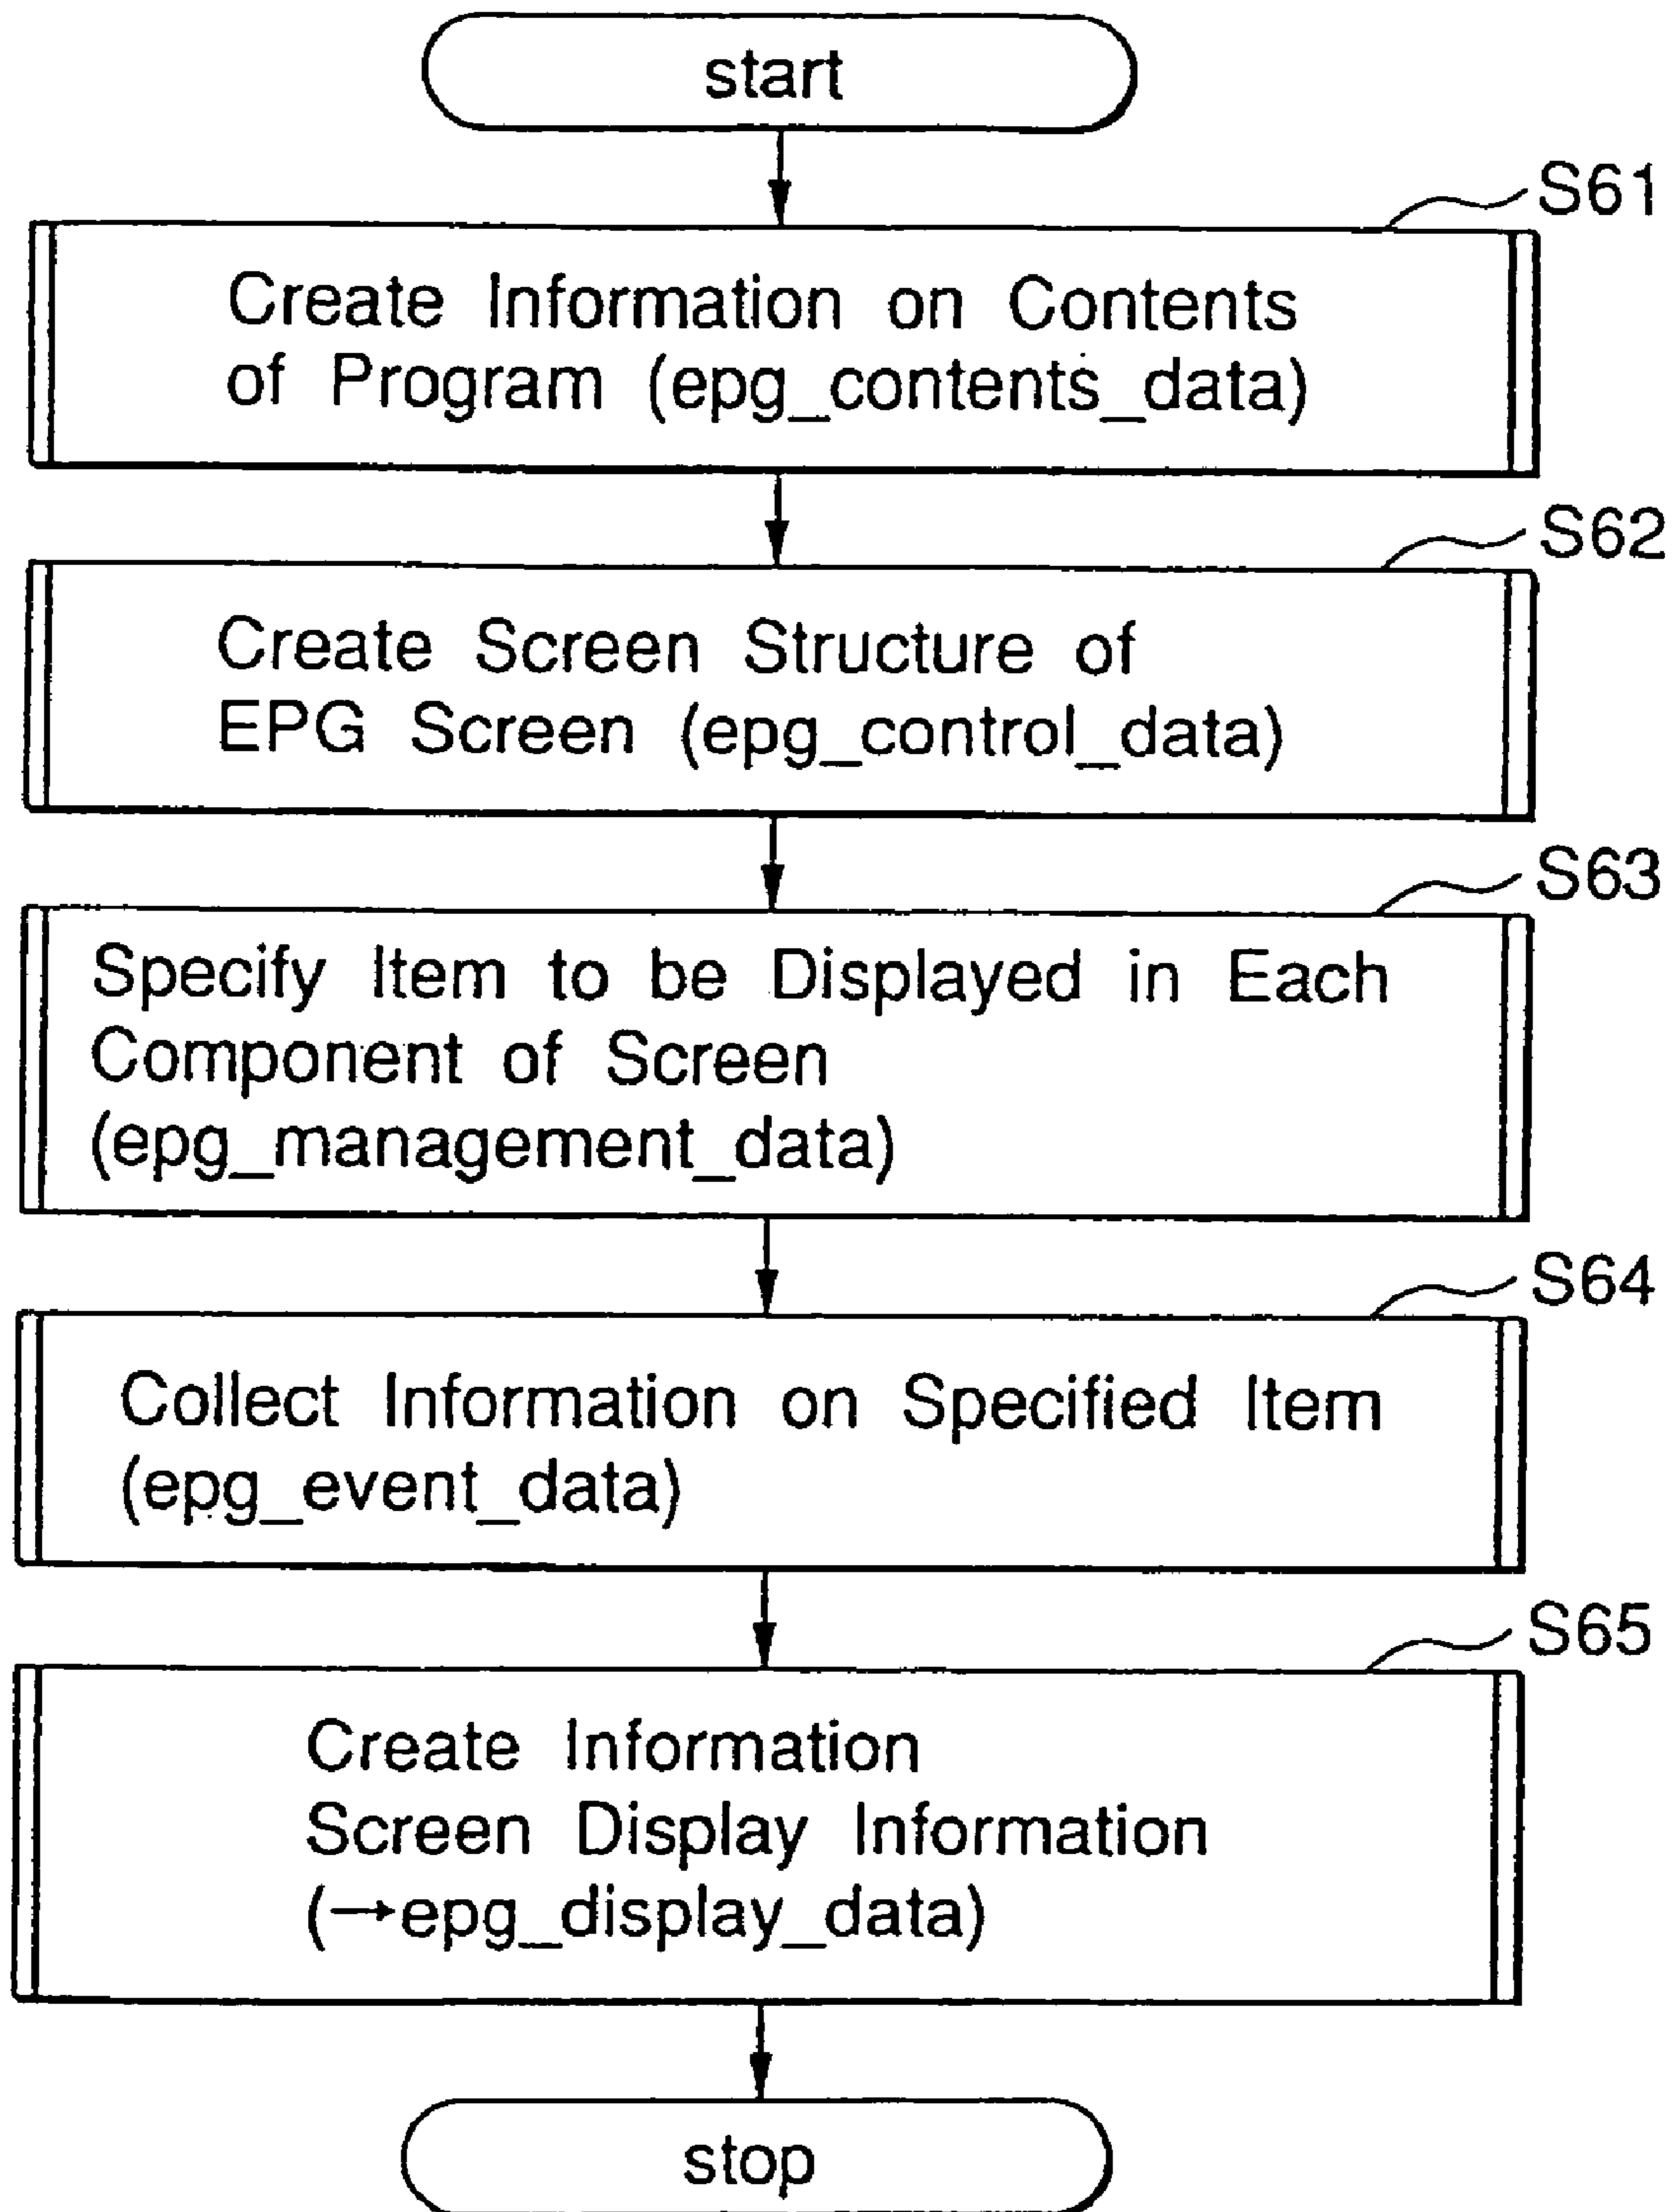 start
S61
Create Information on Contents
of Program (epg_contents_data)
S62
Create Screen Structure of
EPG Screen (epg_control_data)
S63
Specify Item to be Displayed in Each
Component of Screen
(epg_management_data)
S64
Collect Information on Specified Item
(epg_event_data)
S65
Create Information
Screen Display Information
(→epg_display_data)
stop